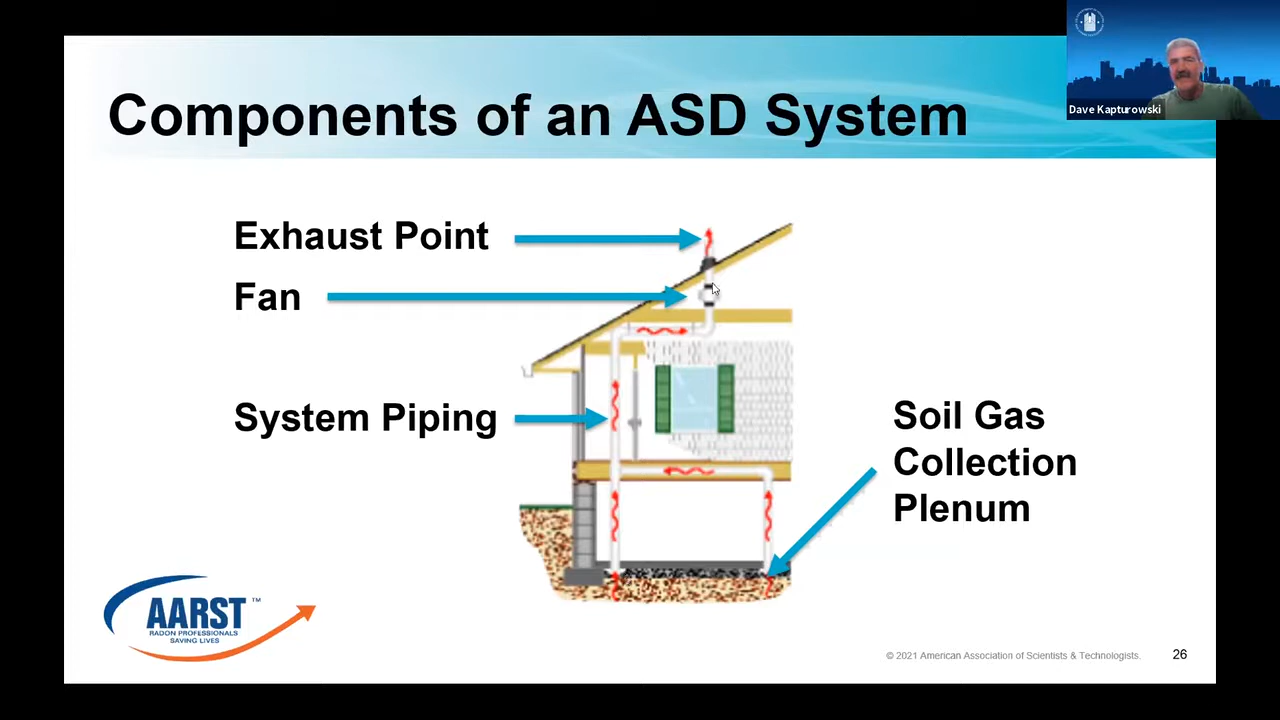 Components of an ASD System
Dave Kapturowski
Exhaust Point
Fan
System Piping
Soil Gas
Collection
Plenum
AARST™
RADON PROFESSIONALS
SAVING LIVES
© 2021 American Association of Scientists & Technologists.
26